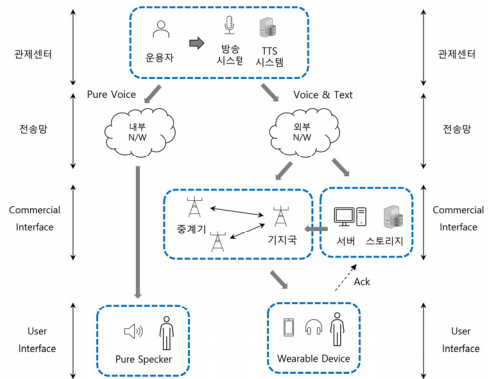 관제센터
운용자
방송
시스템
TTS
시스템
관제센터
Pure Voice
Voice & Text
전송망
내부
N/W
외부
N/W
전송망
Commercial
Interface
중계기
기지국
서버
스토리지
Commercial
Interface
Ack
User
Interface
Pure Specker
Wearable Device
User
Interface